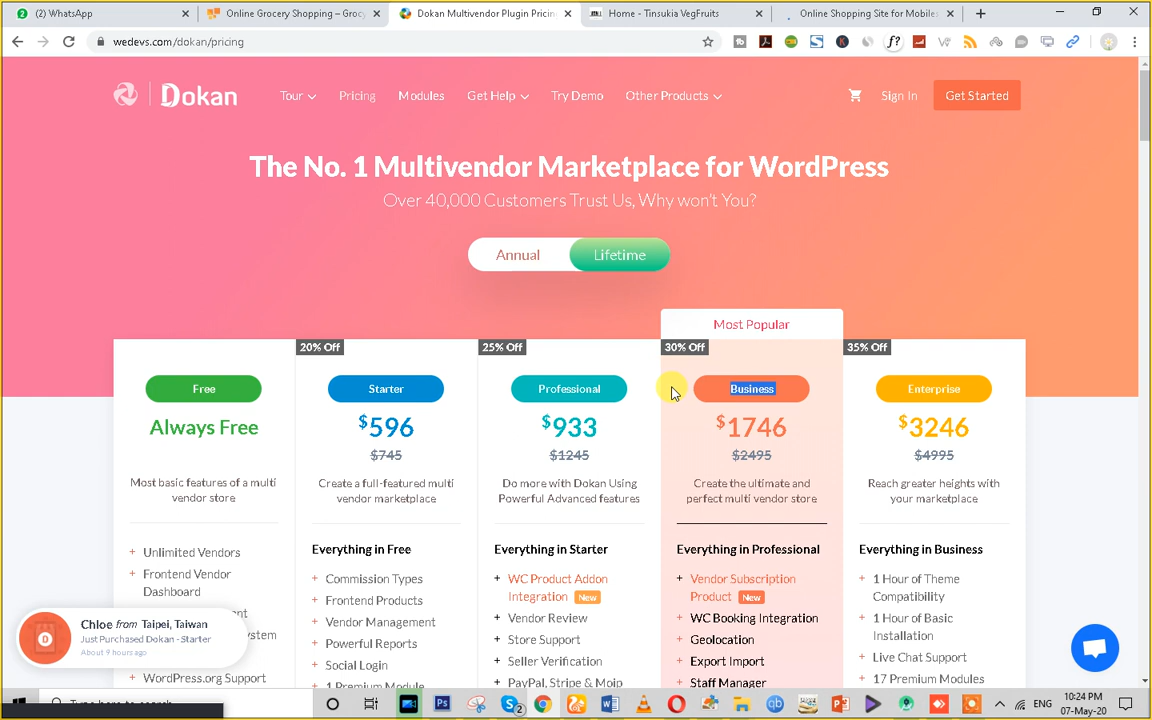 (2) WhatsApp
Online Grocery Shopping – Groc
Dokan Multivendor Plugin Pricin
Home - Tinsukia VegFruits
Online Shopping Site for Mobiles
wedevs.com/dokan/pricing
Dokan
Tour
Pricing
Modules
Get Help
Try Demo
Other Products
Sign In
Get Started
The No. 1 Multivendor Marketplace for WordPress
Over 40,000 Customers Trust Us, Why won't You?
Annual
Lifetime
Most Popular
20% Off
25% Off
30% Off
35% Off
Free
Starter
Professional
Business
Enterprise
Always Free
$596
$933
$1746
$3246
$745
$1245
$2495
$4995
Most basic features of a multi
vendor store
Create a full-featured multi
vendor marketplace
Do more with Dokan Using
Powerful Advanced features
Create the ultimate and
perfect multi vendor store
Reach greater heights with
your marketplace
+ Unlimited Vendors
+ Frontend Vendor
Dashboard
WordPress.org Support
Everything in Free
+ Commission Types
+ Frontend Products
+ Vendor Management
+ Powerful Reports
+ Social Login
+ 1 Premium Module
Everything in Starter
+ WC Product Addon
Integration New
+ Vendor Review
+ Store Support
+ Seller Verification
+ PayPal, Stripe & Moip
Everything in Professional
+ Vendor Subscription
Product New
+ WC Booking Integration
+ Geolocation
+ Export Import
+ Staff Manager
Everything in Business
+ 1 Hour of Theme
Compatibility
+ 1 Hour of Basic
Installation
+ Live Chat Support
+ 17 Premium Modules
Chloe from Taipei, Taiwan
Just Purchased Dokan - Starter
About 9 hours ago
ENG
10:24 PM
07-May-20